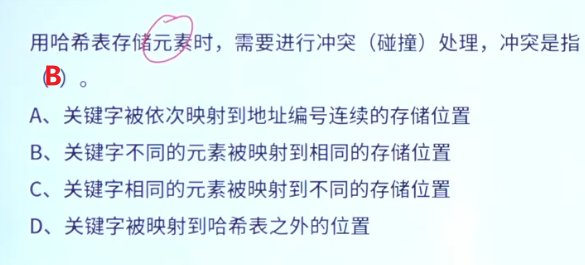 用哈希表存储元素时，需要进行冲突（碰撞）处理，冲突是指
（B）。
A、关键字被依次映射到地址编号连续的存储位置
B、关键字不同的元素被映射到相同的存储位置
C、关键字相同的元素被映射到不同的存储位置
D、关键字被映射到哈希表之外的位置